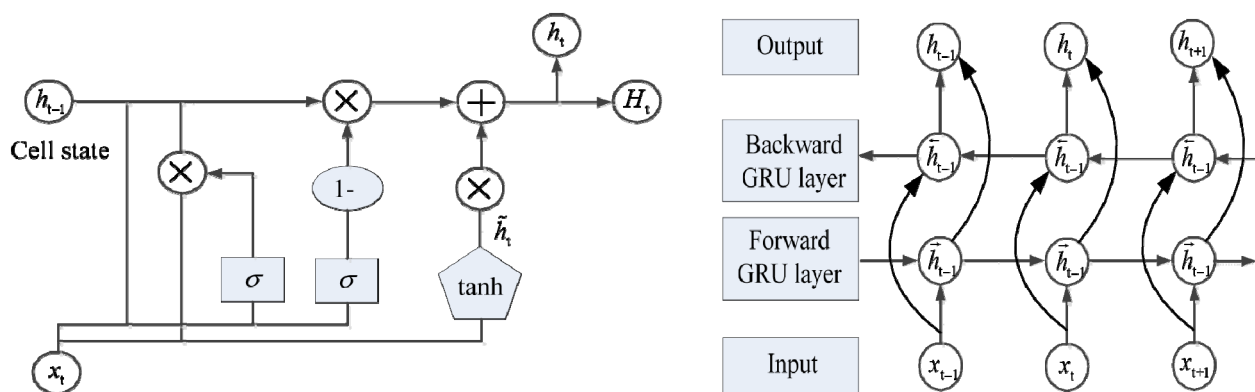 h_t
h_{t-1}
×
+
H_t
Cell state
×
1-
×
h̃_t
σ
σ
tanh
x_t
Output
h_{t-1}
h_t
h_{t+1}
Backward
GRU layer
h⃖_{t-1}
h⃖_{t-1}
h⃖_{t-1}
Forward
GRU layer
h⃗_{t-1}
h⃗_{t-1}
h⃗_{t-1}
Input
x_{t-1}
x_t
x_{t+1}